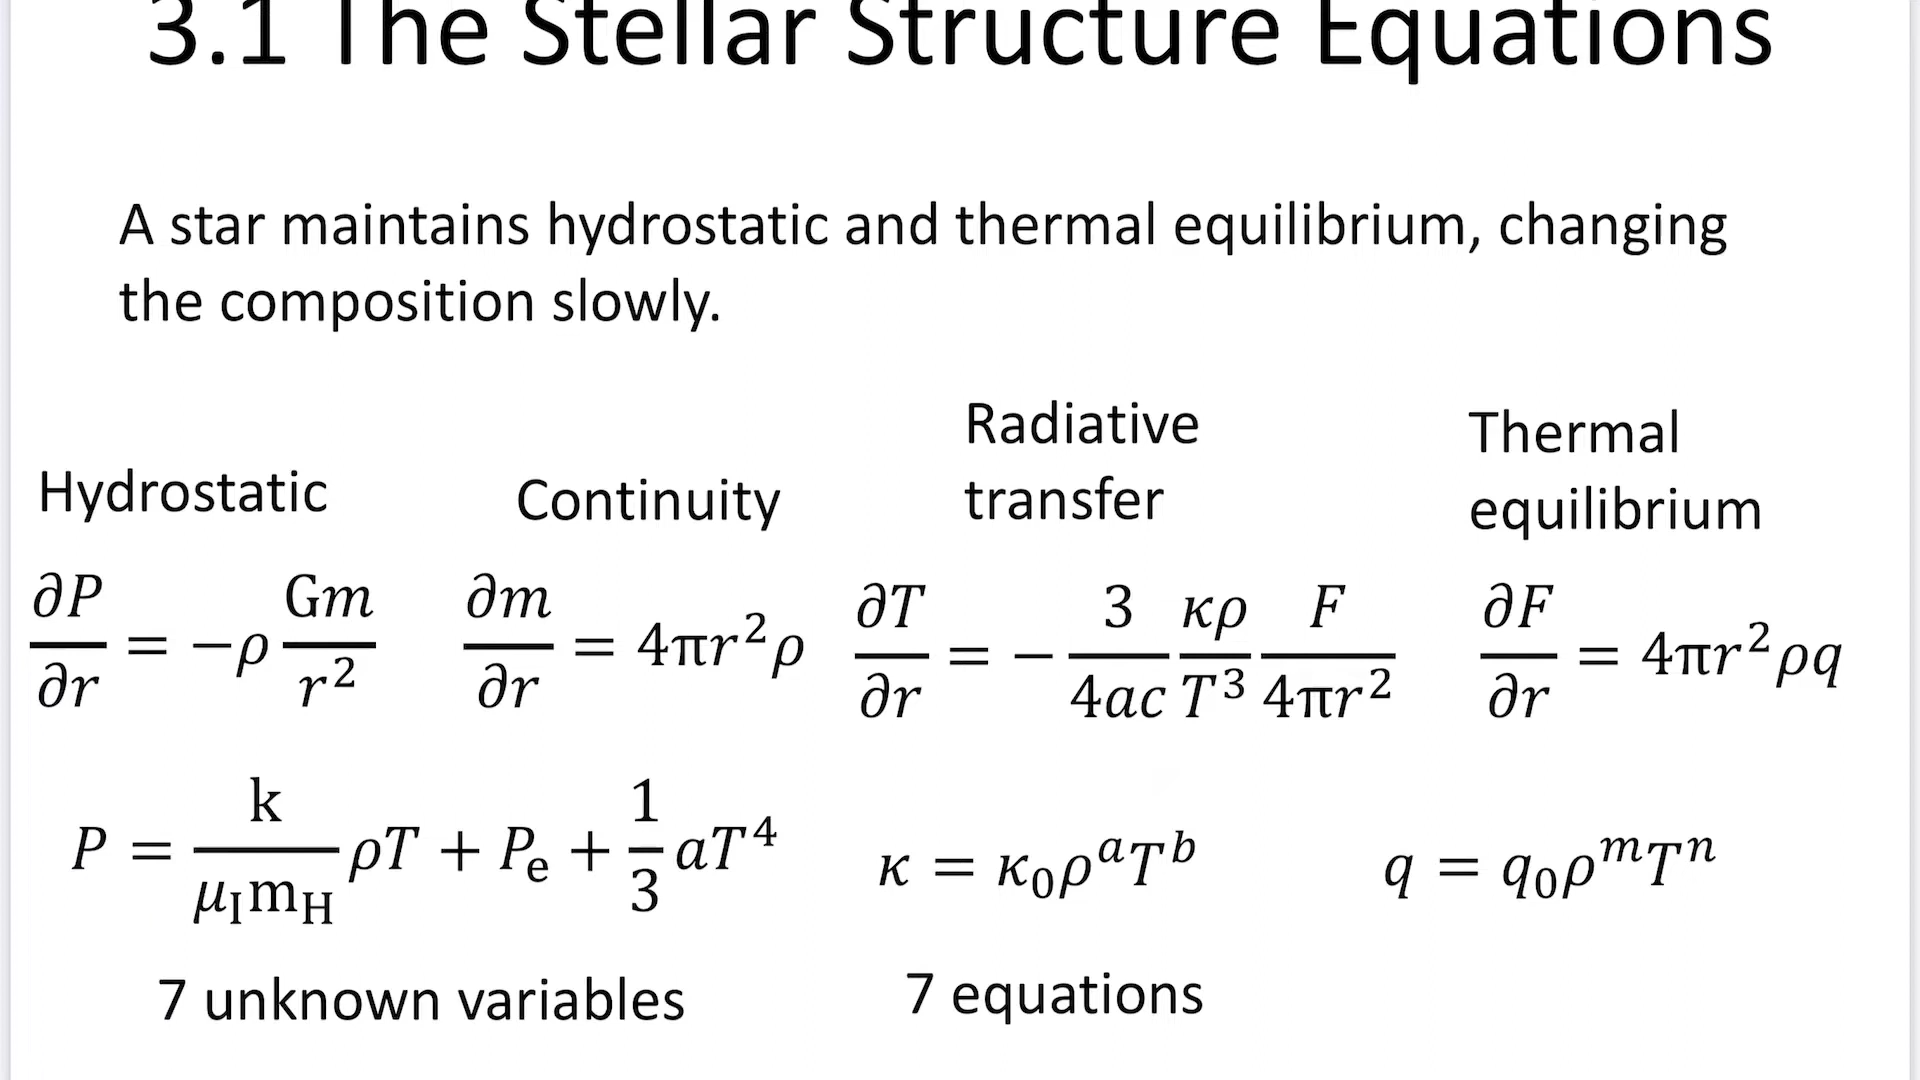 3.1 The Stellar Structure Equations
A star maintains hydrostatic and thermal equilibrium, changing
the composition slowly.
Hydrostatic
Continuity
Radiative
transfer
Thermal
equilibrium
∂P/∂r = −ρ Gm/r²
∂m/∂r = 4πr²ρ
∂T/∂r = − 3/4ac κρ/T³ F/4πr²
∂F/∂r = 4πr²ρq
P = k/μ_I m_H ρT + P_e + 1/3 aT⁴
κ = κ₀ρᵃTᵇ
q = q₀ρᵐTⁿ
7 unknown variables
7 equations